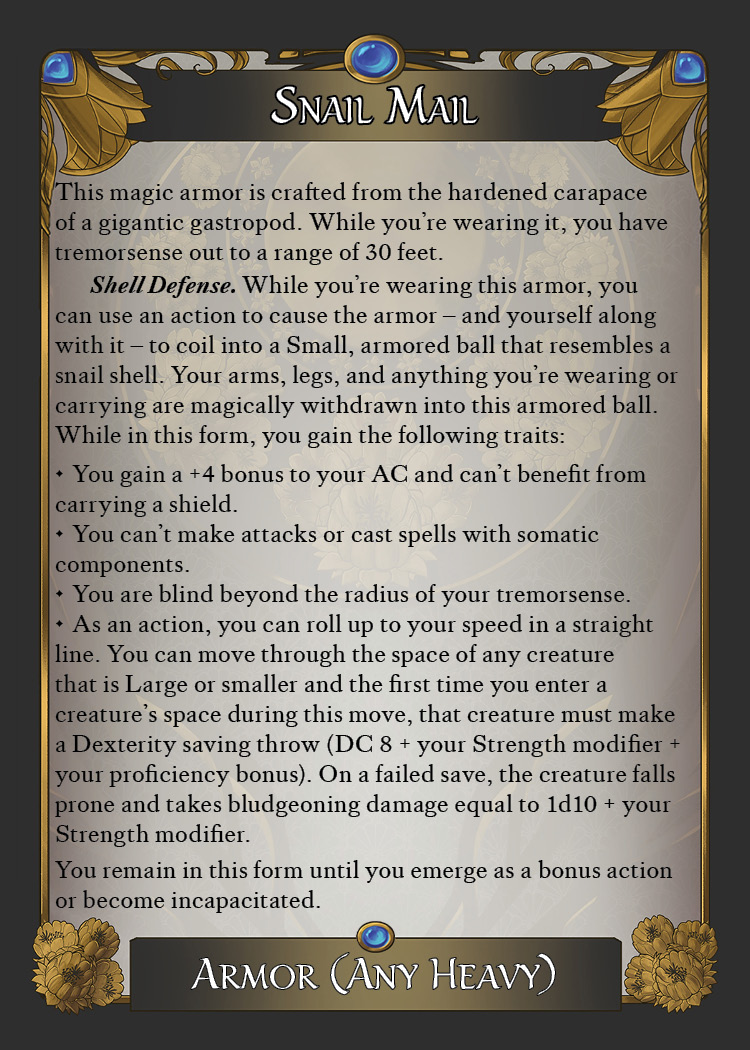 Snail Mail
This magic armor is crafted from the hardened carapace
of a gigantic gastropod. While you're wearing it, you have
tremorsense out to a range of 30 feet.
Shell Defense. While you're wearing this armor, you
can use an action to cause the armor – and yourself along
with it – to coil into a Small, armored ball that resembles a
snail shell. Your arms, legs, and anything you're wearing or
carrying are magically withdrawn into this armored ball.
While in this form, you gain the following traits:
• You gain a +4 bonus to your AC and can't benefit from
carrying a shield.
• You can't make attacks or cast spells with somatic
components.
• You are blind beyond the radius of your tremorsense.
• As an action, you can roll up to your speed in a straight
line. You can move through the space of any creature
that is Large or smaller and the first time you enter a
creature's space during this move, that creature must make
a Dexterity saving throw (DC 8 + your Strength modifier +
your proficiency bonus). On a failed save, the creature falls
prone and takes bludgeoning damage equal to 1d10 + your
Strength modifier.
You remain in this form until you emerge as a bonus action
or become incapacitated.
Armor (Any Heavy)